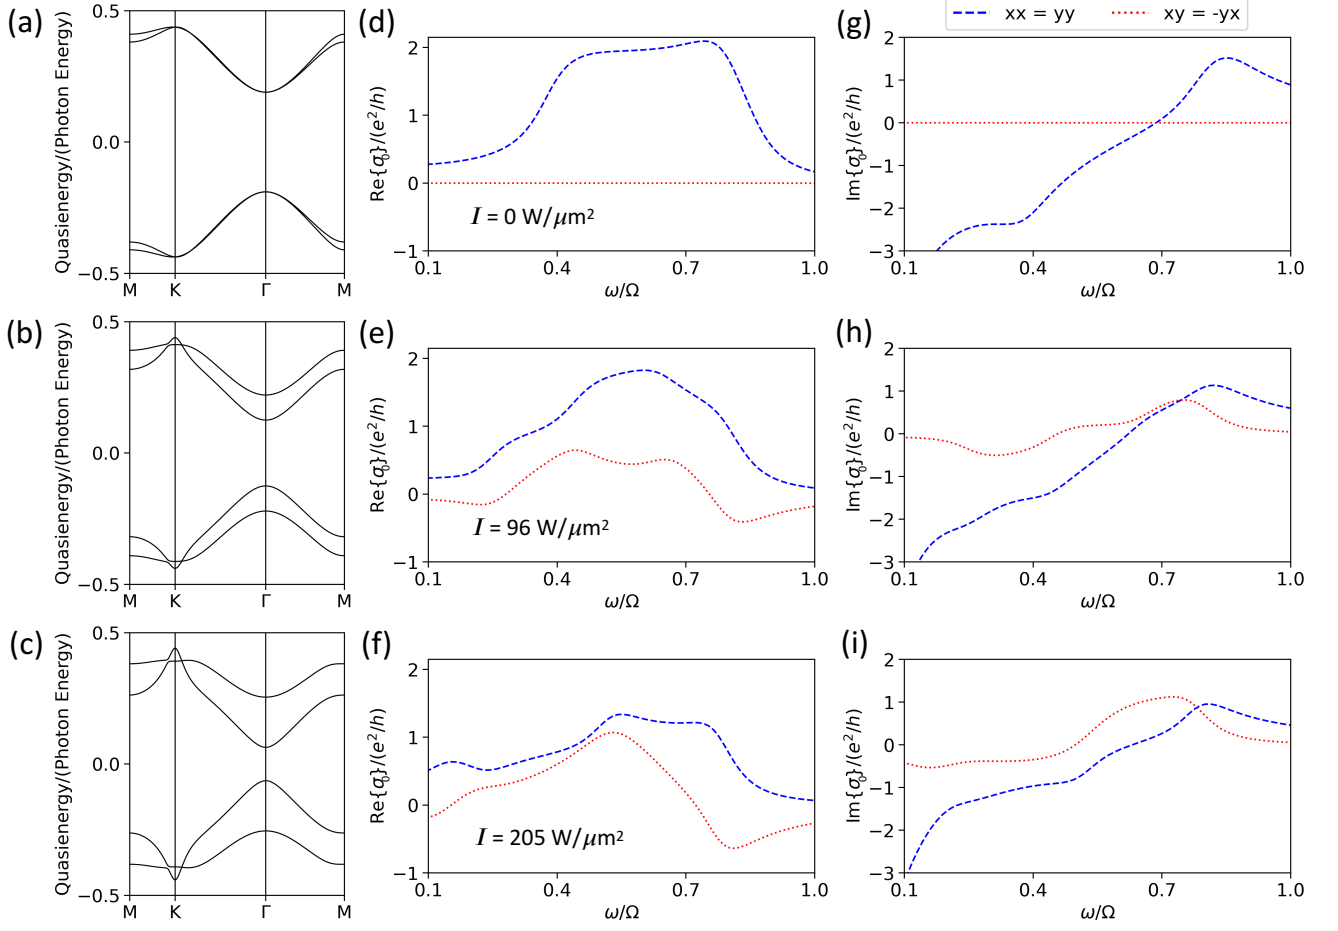 xx = yy
xy = -yx
(a)
Quasienergy/(Photon Energy)
0.5
0.0
−0.5
M K Γ M
(d)
Re{σ₀}/(e²/h)
2
1
0
−1
I = 0 W/μm²
0.1 0.4 0.7 1.0
ω/Ω
(g)
Im{σ₀}/(e²/h)
2
1
0
−1
−2
−3
0.1 0.4 0.7 1.0
ω/Ω
(b)
Quasienergy/(Photon Energy)
0.5
0.0
−0.5
M K Γ M
(e)
Re{σ₀}/(e²/h)
2
1
0
−1
I = 96 W/μm²
0.1 0.4 0.7 1.0
ω/Ω
(h)
Im{σ₀}/(e²/h)
2
1
0
−1
−2
−3
0.1 0.4 0.7 1.0
ω/Ω
(c)
Quasienergy/(Photon Energy)
0.5
0.0
−0.5
M K Γ M
(f)
Re{σ₀}/(e²/h)
2
1
0
−1
I = 205 W/μm²
0.1 0.4 0.7 1.0
ω/Ω
(i)
Im{σ₀}/(e²/h)
2
1
0
−1
−2
−3
0.1 0.4 0.7 1.0
ω/Ω